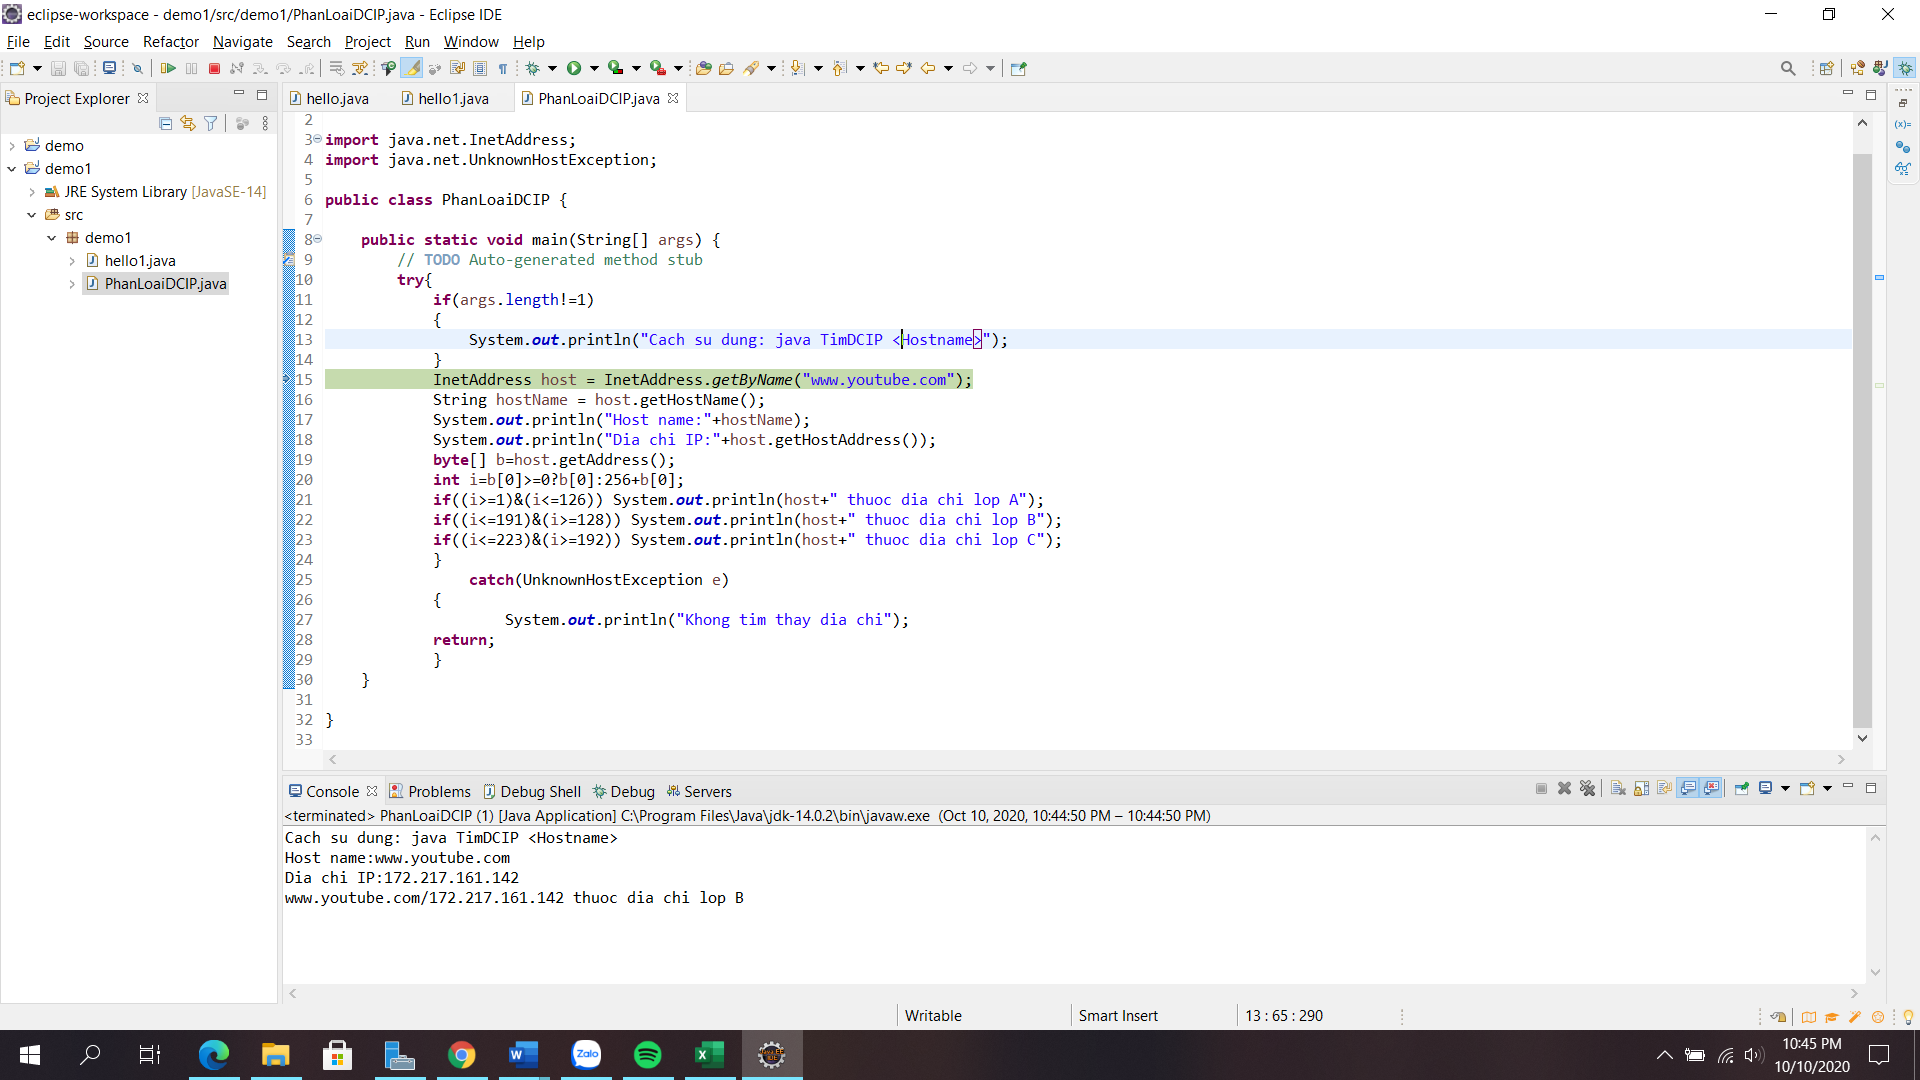 eclipse-workspace - demo1/src/demo1/PhanLoaiDCIP.java - Eclipse IDE
File Edit Source Refactor Navigate Search Project Run Window Help
Project Explorer
hello.java hello1.java PhanLoaiDCIP.java
demo
demo1
JRE System Library [JavaSE-14]
src
demo1
hello1.java
PhanLoaiDCIP.java
2
3 import java.net.InetAddress;
4 import java.net.UnknownHostException;
5
6 public class PhanLoaiDCIP {
7
8 public static void main(String[] args) {
9 // TODO Auto-generated method stub
10 try{
11 if(args.length!=1)
12 {
13 System.out.println("Cach su dung: java TimDCIP <Hostname>");
14 }
15 InetAddress host = InetAddress.getByName("www.youtube.com");
16 String hostName = host.getHostName();
17 System.out.println("Host name:"+hostName);
18 System.out.println("Dia chi IP:"+host.getHostAddress());
19 byte[] b=host.getAddress();
20 int i=b[0]>=0?b[0]:256+b[0];
21 if((i>=1)&(i<=126)) System.out.println(host+" thuoc dia chi lop A");
22 if((i<=191)&(i>=128)) System.out.println(host+" thuoc dia chi lop B");
23 if((i<=223)&(i>=192)) System.out.println(host+" thuoc dia chi lop C");
24 }
25 catch(UnknownHostException e)
26 {
27 System.out.println("Khong tim thay dia chi");
28 return;
29 }
30 }
31
32 }
33
Console Problems Debug Shell Debug Servers
<terminated> PhanLoaiDCIP (1) [Java Application] C:\Program Files\Java\jdk-14.0.2\bin\javaw.exe (Oct 10, 2020, 10:44:50 PM – 10:44:50 PM)
Cach su dung: java TimDCIP <Hostname>
Host name:www.youtube.com
Dia chi IP:172.217.161.142
www.youtube.com/172.217.161.142 thuoc dia chi lop B
Writable Smart Insert 13 : 65 : 290
Zalo
10:45 PM
10/10/2020